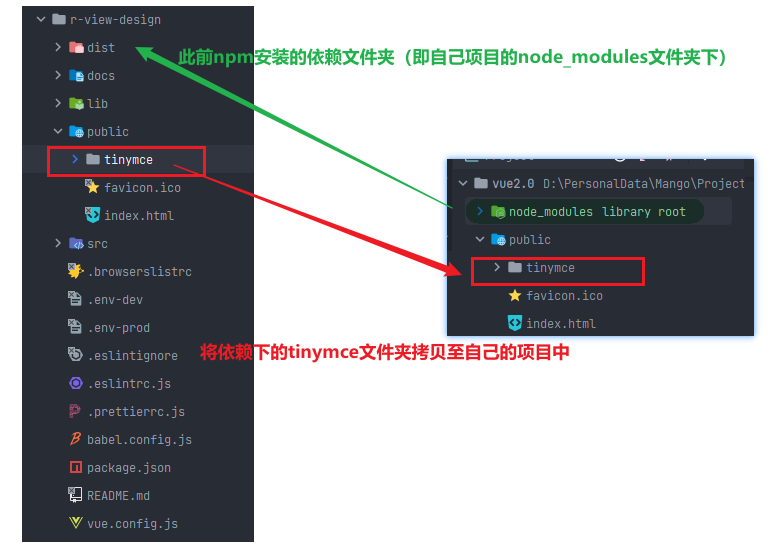 r-view-design
dist
此前npm安装的依赖文件夹（即自己项目的node_modules文件夹下）
docs
lib
public
tinymce
favicon.ico
index.html
src
.browserslistrc
.env-dev
.env-prod
.eslintignore
.eslintrc.js
.prettierrc.js
babel.config.js
package.json
README.md
vue.config.js
vue2.0 D:\PersonalData\Mango\Project
node_modules library root
public
tinymce
favicon.ico
index.html
将依赖下的tinymce文件夹拷贝至自己的项目中